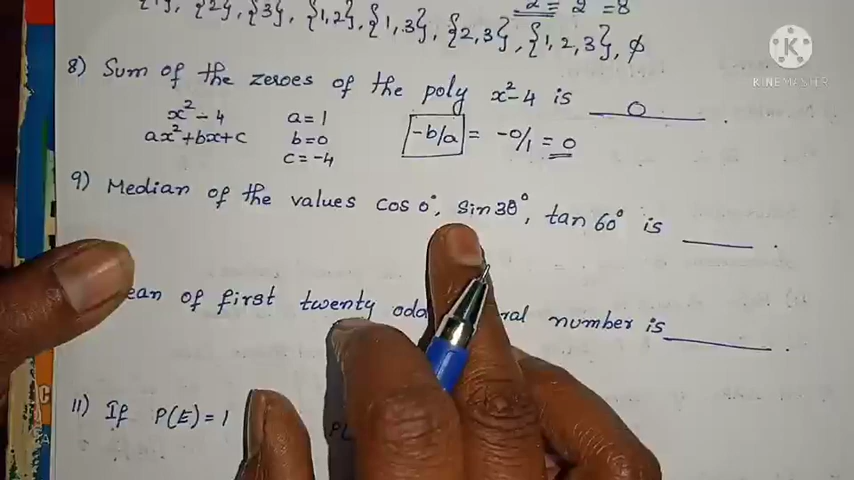 {2}, {3}, {1,2}, {1,3}, {2,3}, {1,2,3}, ϕ
= 2 = 8
8) Sum of the zeroes of the poly x²-4 is 0 .
x²-4 a=1 -b/a = -0/1 = 0
ax²+bx+c b=0
c=-4
9) Median of the values cos 0°, sin 30°, tan 60° is ____ .
ean of first twenty odd ral number is ____ .
11) If P(E)=1
KINEMASTER